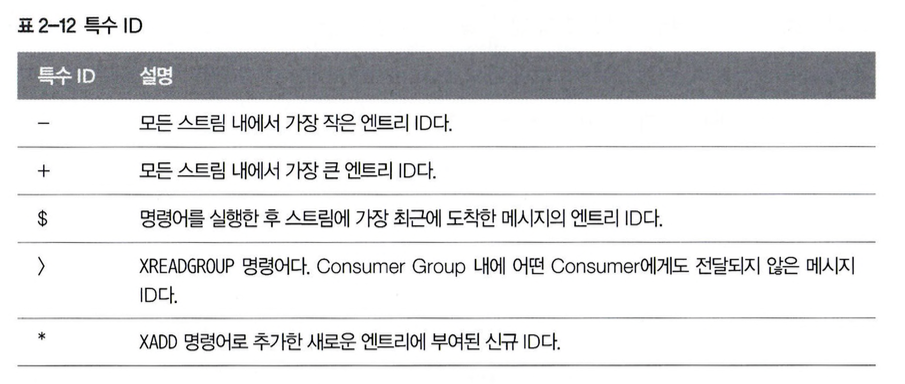 표 2-12 특수 ID
특수 ID 설명
- 모든 스트림 내에서 가장 작은 엔트리 ID다.
+ 모든 스트림 내에서 가장 큰 엔트리 ID다.
$ 명령어를 실행한 후 스트림에 가장 최근에 도착한 메시지의 엔트리 ID다.
> XREADGROUP 명령어다. Consumer Group 내에 어떤 Consumer에게도 전달되지 않은 메시지
ID다.
* XADD 명령어로 추가한 새로운 엔트리에 부여된 신규 ID다.